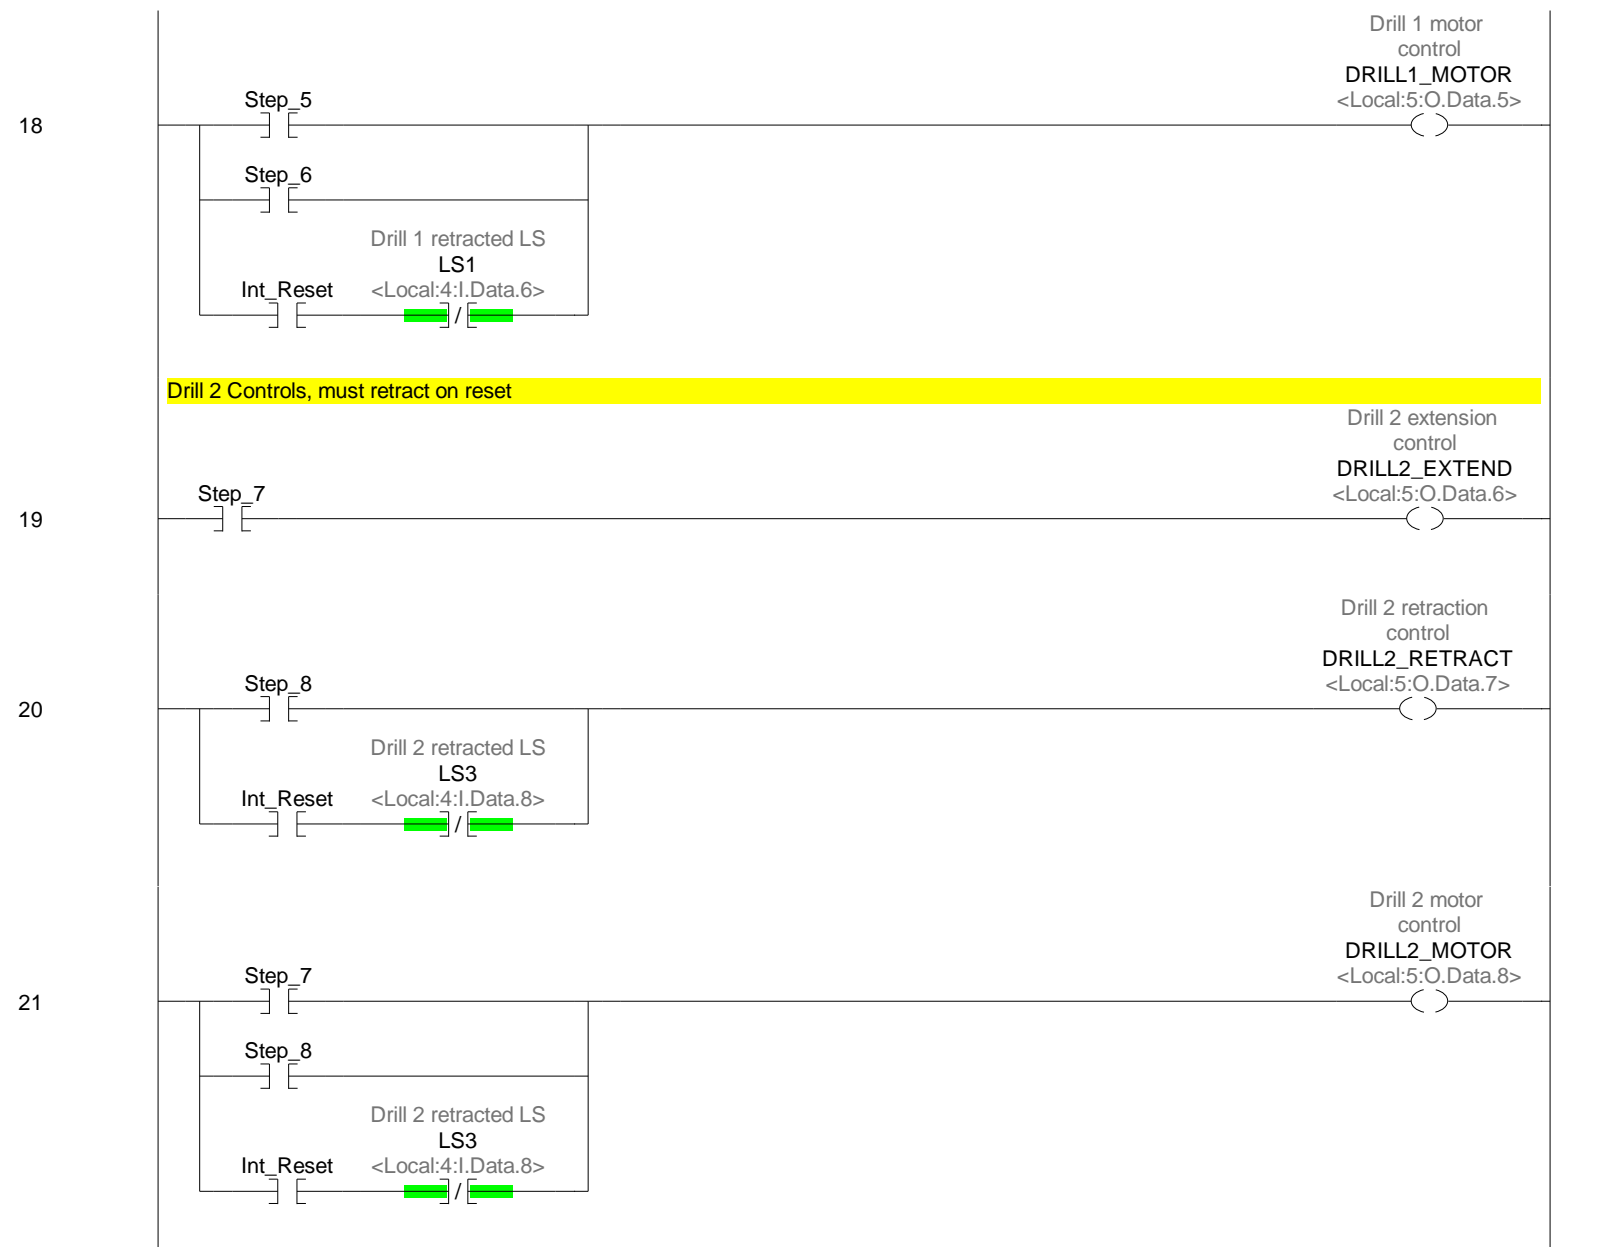 Drill 1 motor
control
DRILL1_MOTOR
<Local:5:O.Data.5>
Step_5
18
Step_6
Drill 1 retracted LS
LS1
Int_Reset <Local:4:I.Data.6>
/
Drill 2 Controls, must retract on reset
Drill 2 extension
control
DRILL2_EXTEND
<Local:5:O.Data.6>
Step_7
19
Drill 2 retraction
control
DRILL2_RETRACT
<Local:5:O.Data.7>
Step_8
20
Drill 2 retracted LS
LS3
Int_Reset <Local:4:I.Data.8>
/
Drill 2 motor
control
DRILL2_MOTOR
<Local:5:O.Data.8>
Step_7
21
Step_8
Drill 2 retracted LS
LS3
Int_Reset <Local:4:I.Data.8>
/